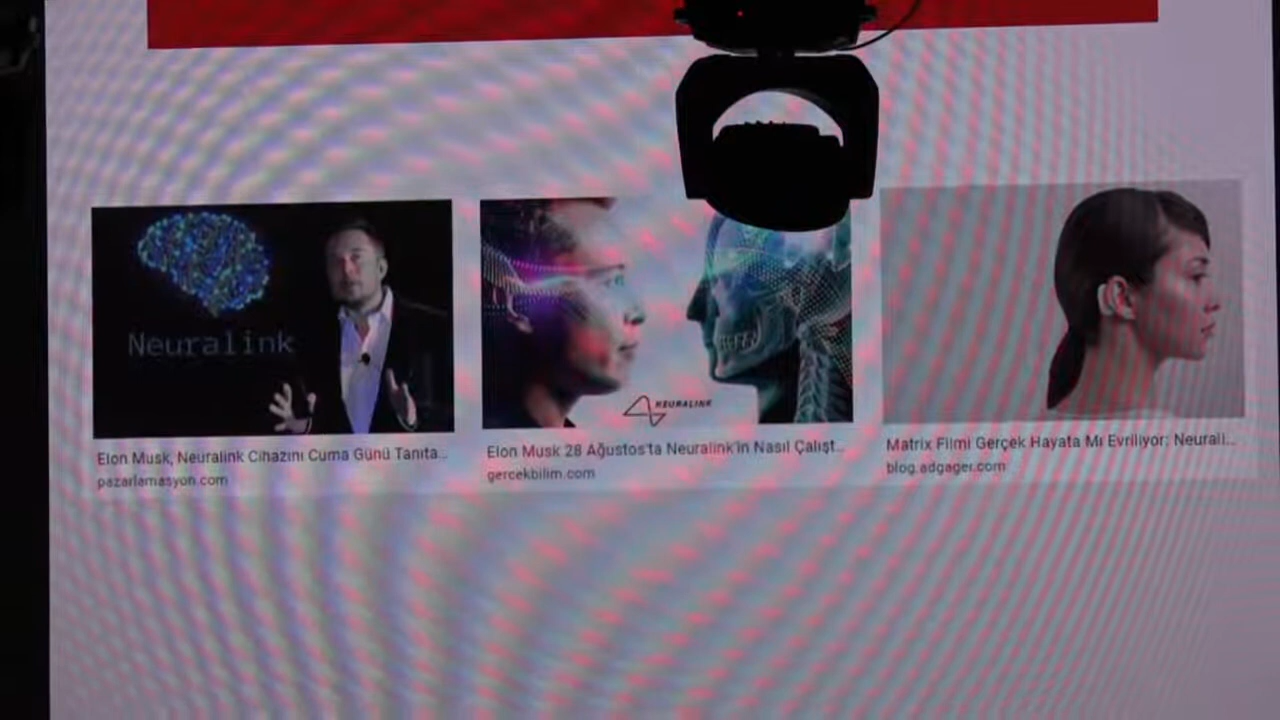 Neuralink
NEURALINK
Elon Musk, Neuralink Cihazını Cuma Günü Tanıta...
pazarlamasyon.com
Elon Musk 28 Ağustos'ta Neuralink'in Nasıl Çalışt...
gercekbilim.com
Matrix Filmi Gerçek Hayata Mı Evriliyor; Neurali...
blog.adgager.com